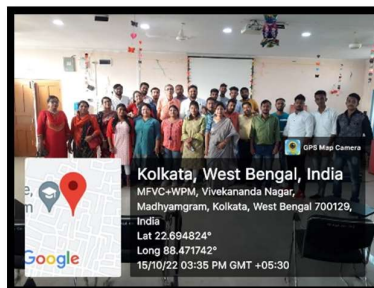 GPS Map Camera
Kolkata, West Bengal, India
MFVC+WPM, Vivekananda Nagar,
Madhyamgram, Kolkata, West Bengal 700129,
India
Lat 22.694824°
Long 88.471742°
15/10/22 03:35 PM GMT +05:30
Google